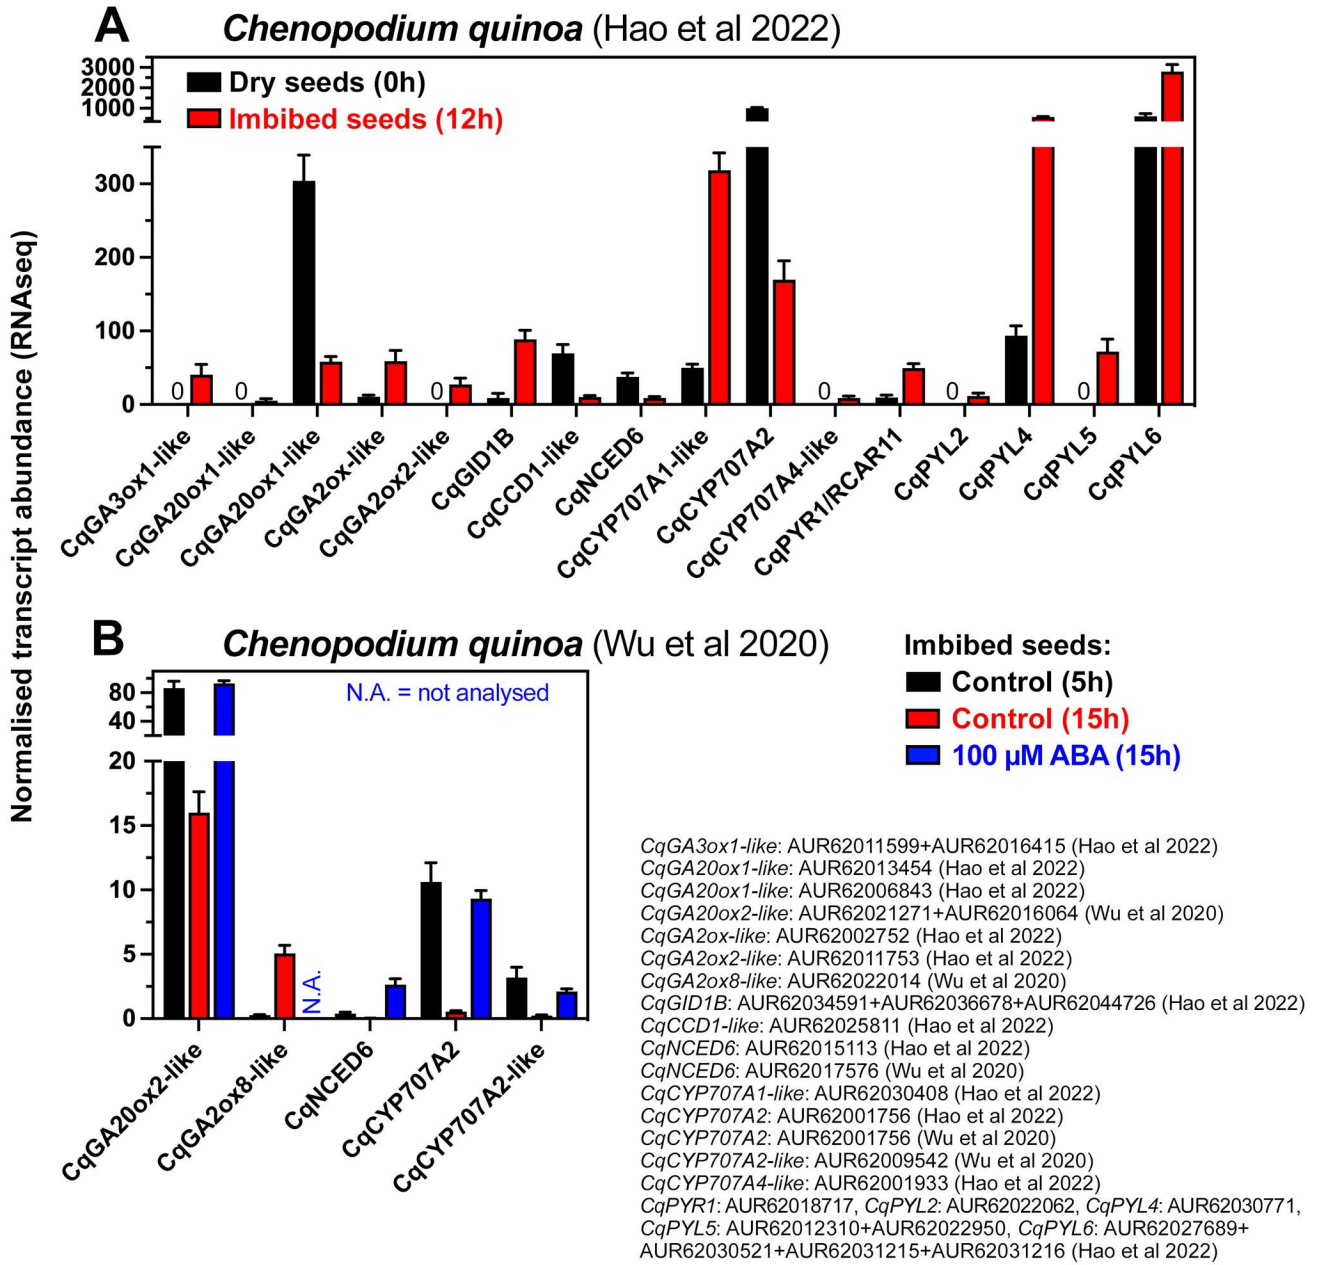 A
Chenopodium quinoa (Hao et al 2022)
Normalised transcript abundance (RNAseq)
3000
2000
1000
300
200
100
0
Dry seeds (0h)
Imbibed seeds (12h)
0
0
0
0
0
0
CqGA3ox1-like
CqGA20ox1-like
CqGA20ox1-like
CqGA2ox-like
CqGA2ox2-like
CqGID1B
CqCCD1-like
CqNCED6
CqCYP707A1-like
CqCYP707A2
CqCYP707A4-like
CqPYR1/RCAR11
CqPYL2
CqPYL4
CqPYL5
CqPYL6
B
Chenopodium quinoa (Wu et al 2020)
80
40
20
15
10
5
0
N.A. = not analysed
N.A.
CqGA20ox2-like
CqGA2ox8-like
CqNCED6
CqCYP707A2
CqCYP707A2-like
Imbibed seeds:
Control (5h)
Control (15h)
100 µM ABA (15h)
CqGA3ox1-like: AUR62011599+AUR62016415 (Hao et al 2022)
CqGA20ox1-like: AUR62013454 (Hao et al 2022)
CqGA20ox1-like: AUR62006843 (Hao et al 2022)
CqGA20ox2-like: AUR62021271+AUR62016064 (Wu et al 2020)
CqGA2ox-like: AUR62002752 (Hao et al 2022)
CqGA2ox2-like: AUR62011753 (Hao et al 2022)
CqGA2ox8-like: AUR62022014 (Wu et al 2020)
CqGID1B: AUR62034591+AUR62036678+AUR62044726 (Hao et al 2022)
CqCCD1-like: AUR62025811 (Hao et al 2022)
CqNCED6: AUR62015113 (Hao et al 2022)
CqNCED6: AUR62017576 (Wu et al 2020)
CqCYP707A1-like: AUR62030408 (Hao et al 2022)
CqCYP707A2: AUR62001756 (Hao et al 2022)
CqCYP707A2: AUR62001756 (Wu et al 2020)
CqCYP707A2-like: AUR62009542 (Wu et al 2020)
CqCYP707A4-like: AUR62001933 (Hao et al 2022)
CqPYR1: AUR62018717, CqPYL2: AUR62022062, CqPYL4: AUR62030771,
CqPYL5: AUR62012310+AUR62022950, CqPYL6: AUR62027689+
AUR62030521+AUR62031215+AUR62031216 (Hao et al 2022)